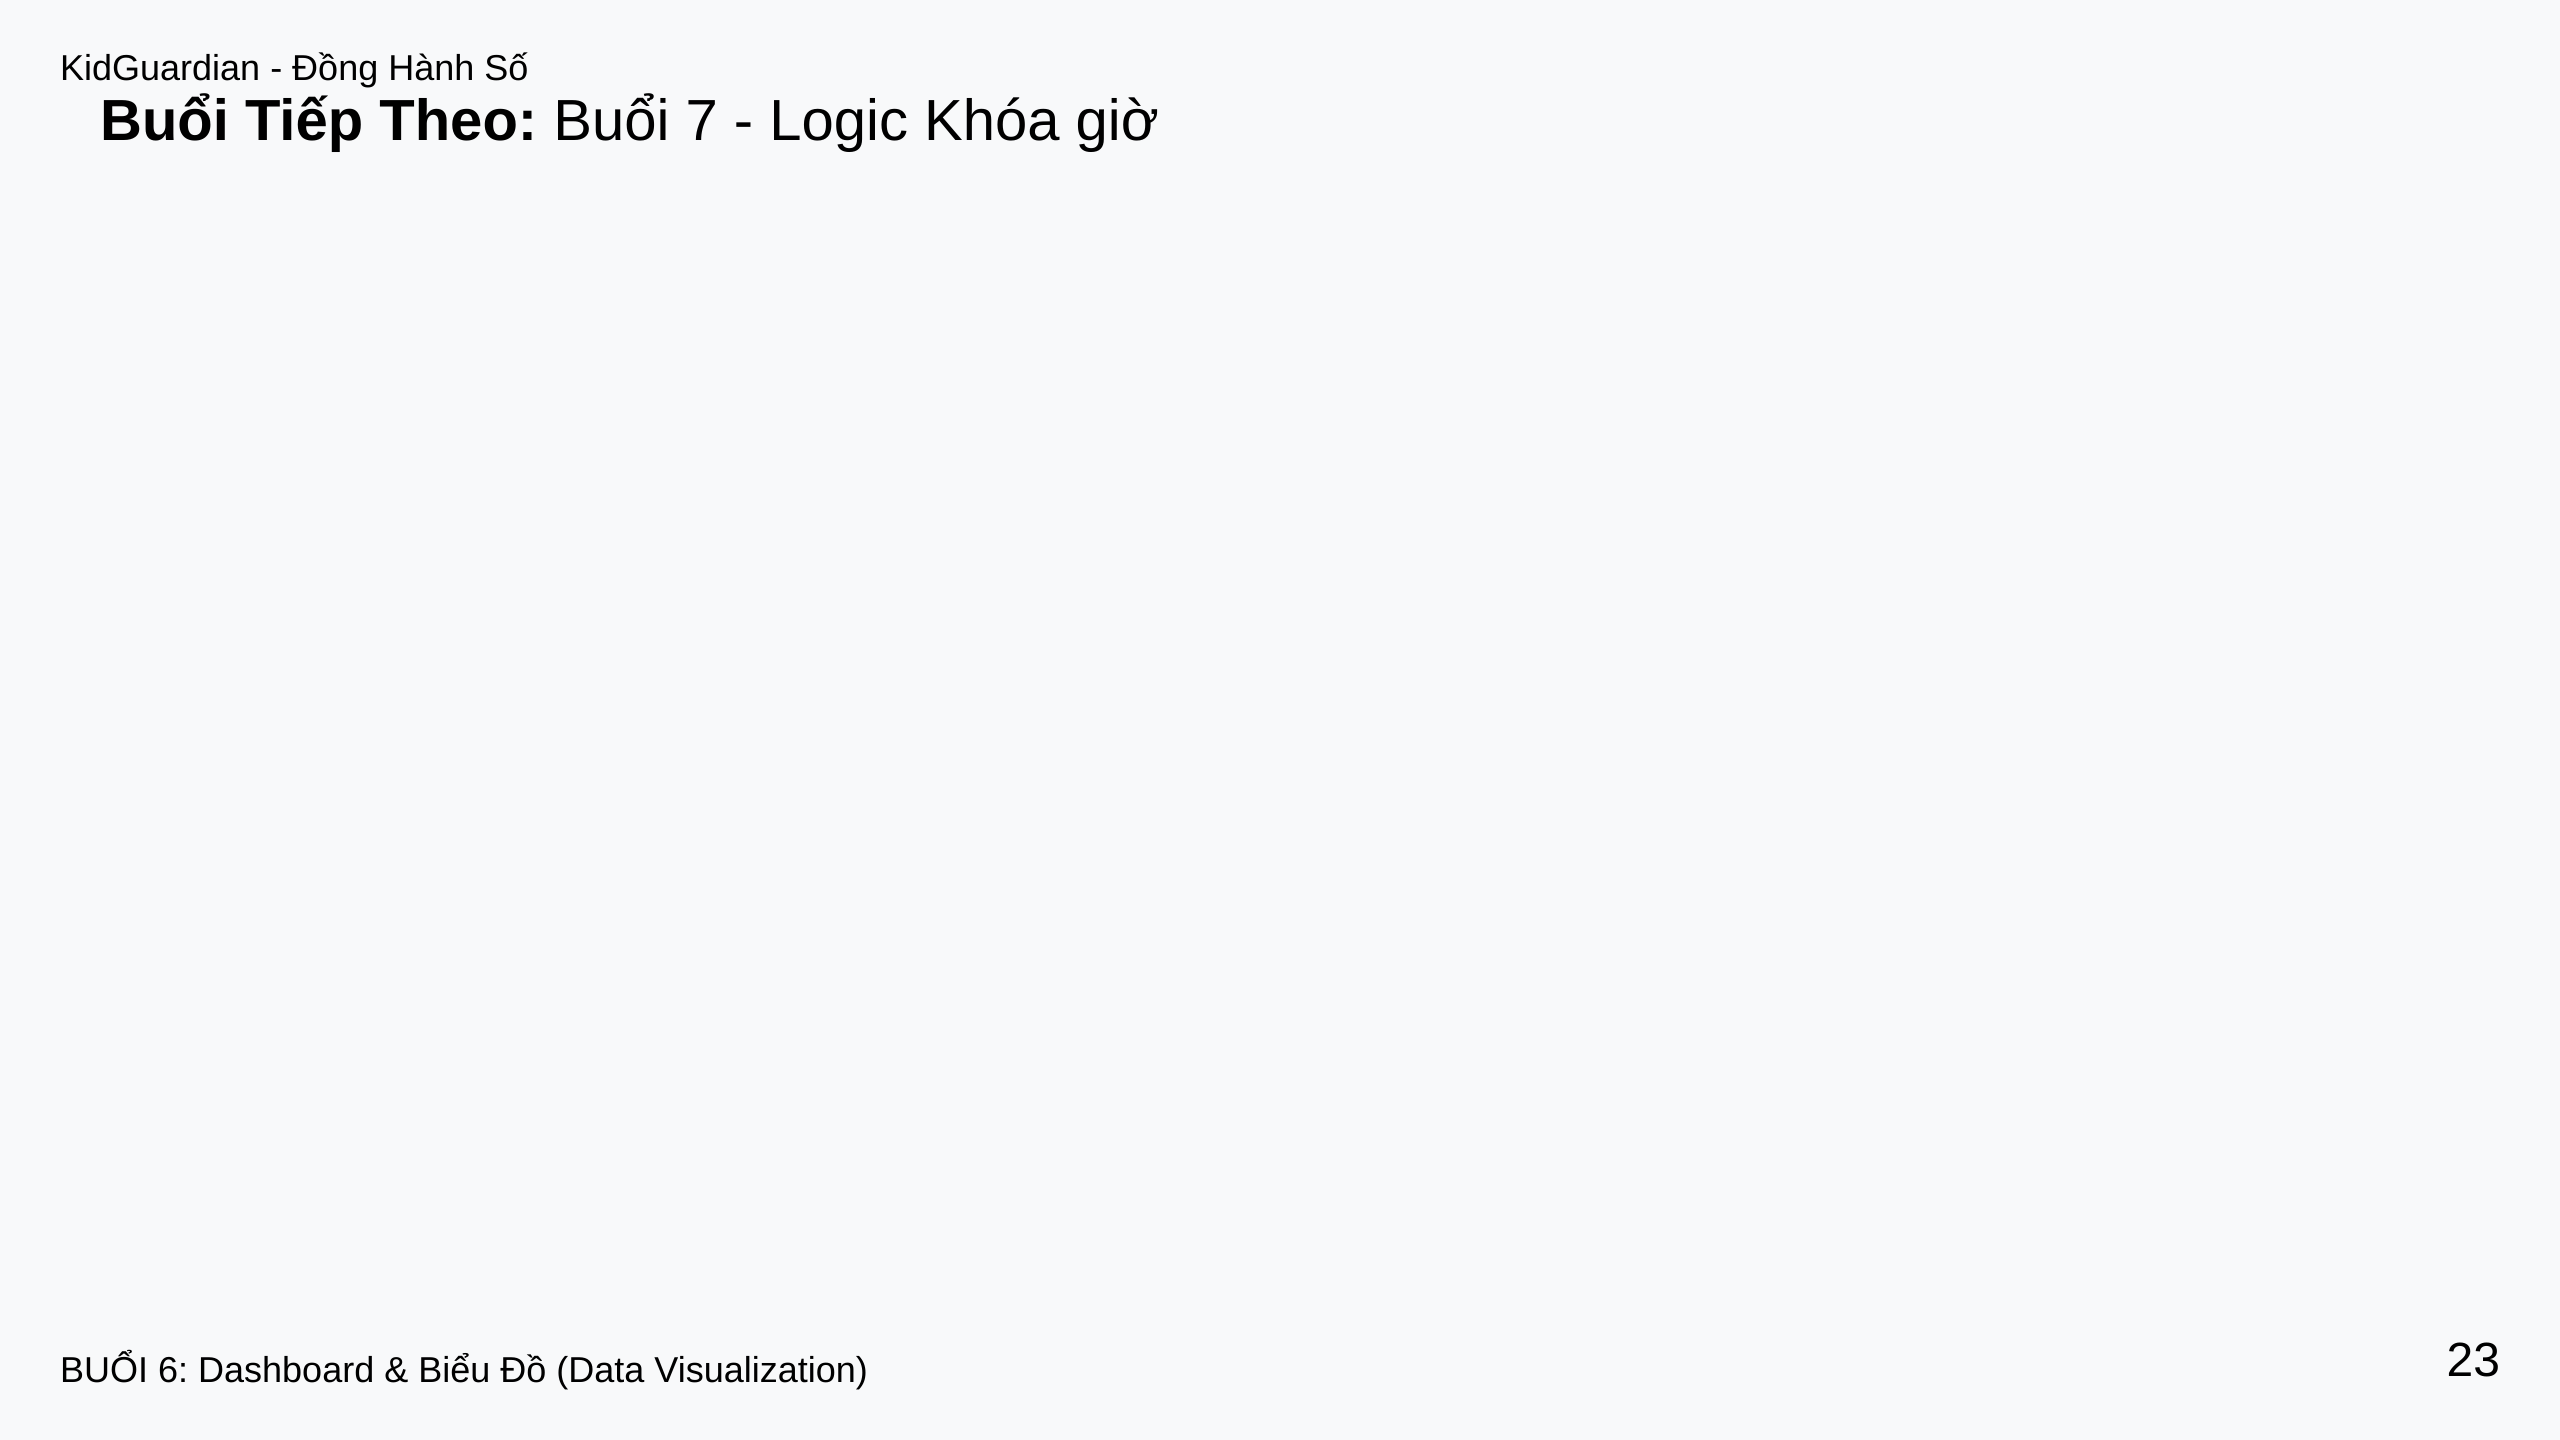 KidGuardian - Đồng Hành Số
Buổi Tiếp Theo: Buổi 7 - Logic Khóa giờ
BUỔI 6: Dashboard & Biểu Đồ (Data Visualization)
23